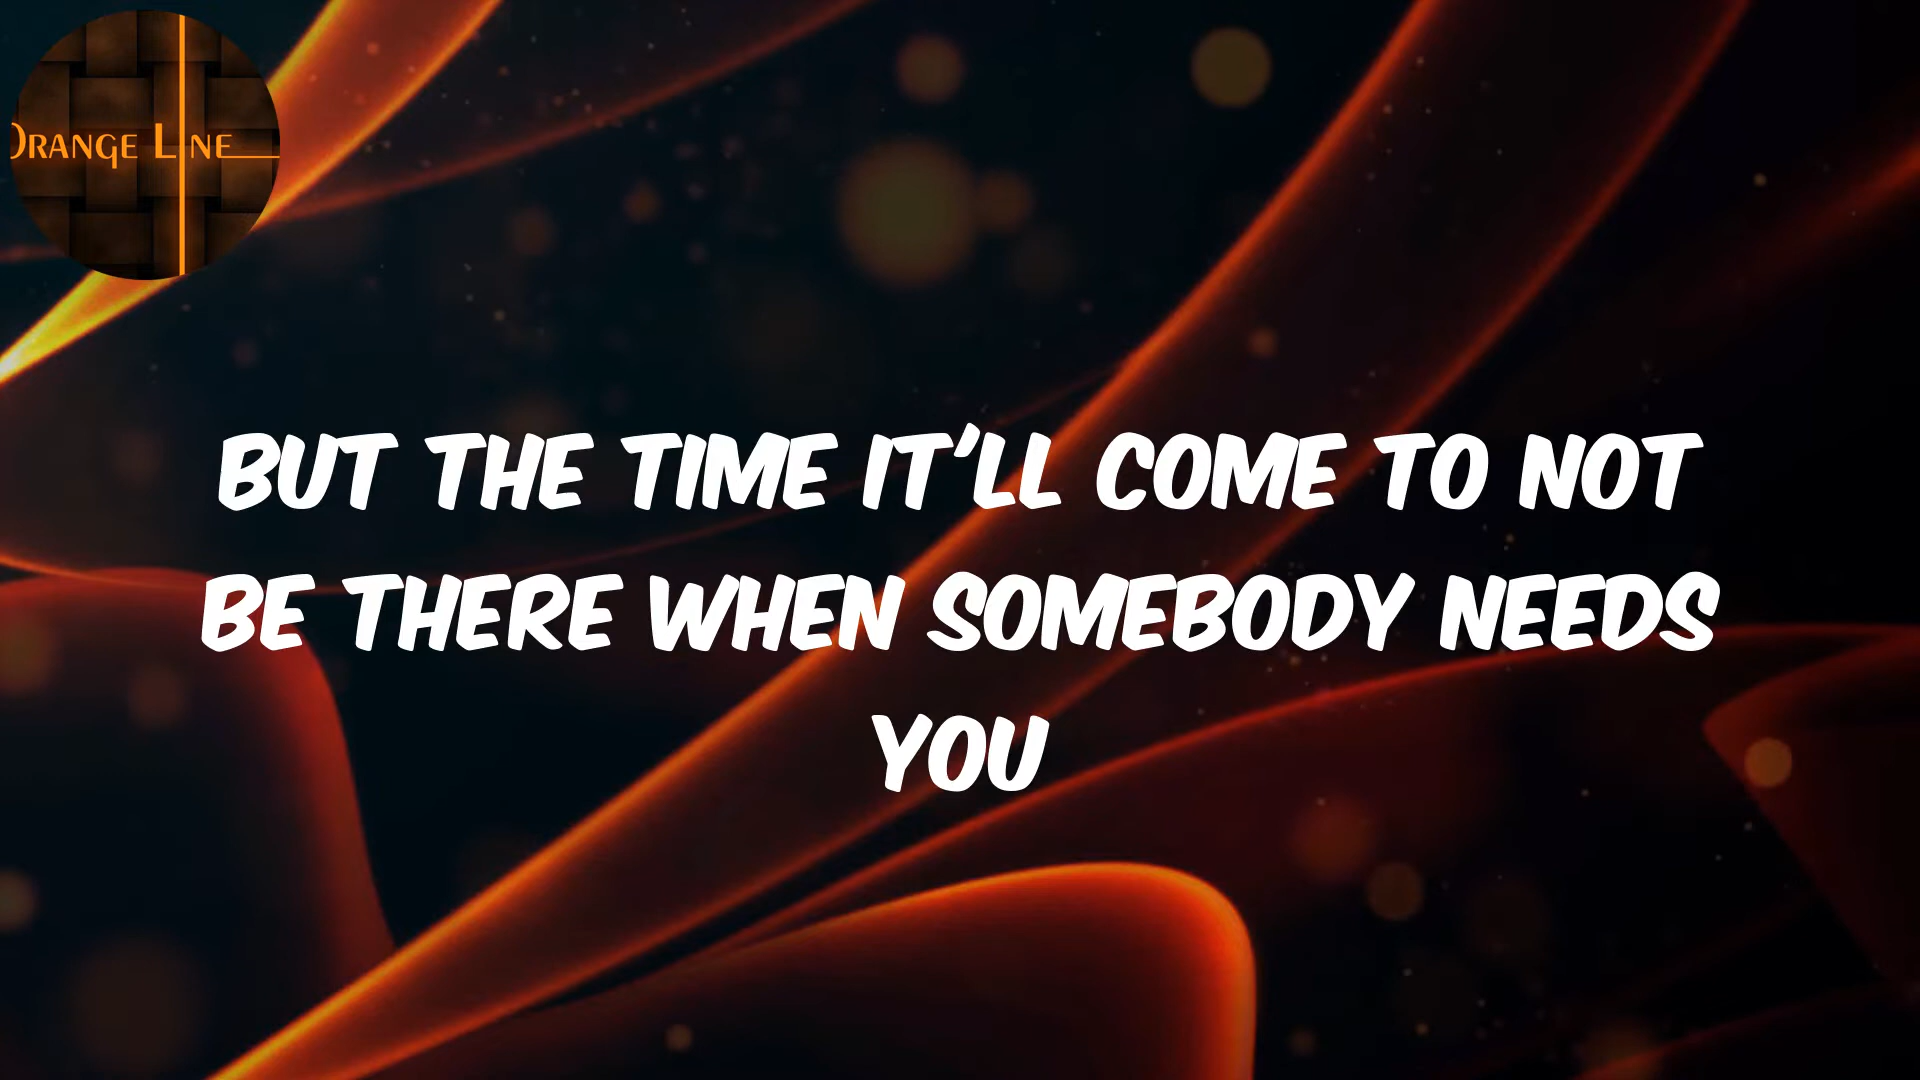 ORANGE LINE
BUT THE TIME IT'LL COME TO NOT
BE THERE WHEN SOMEBODY NEEDS
YOU